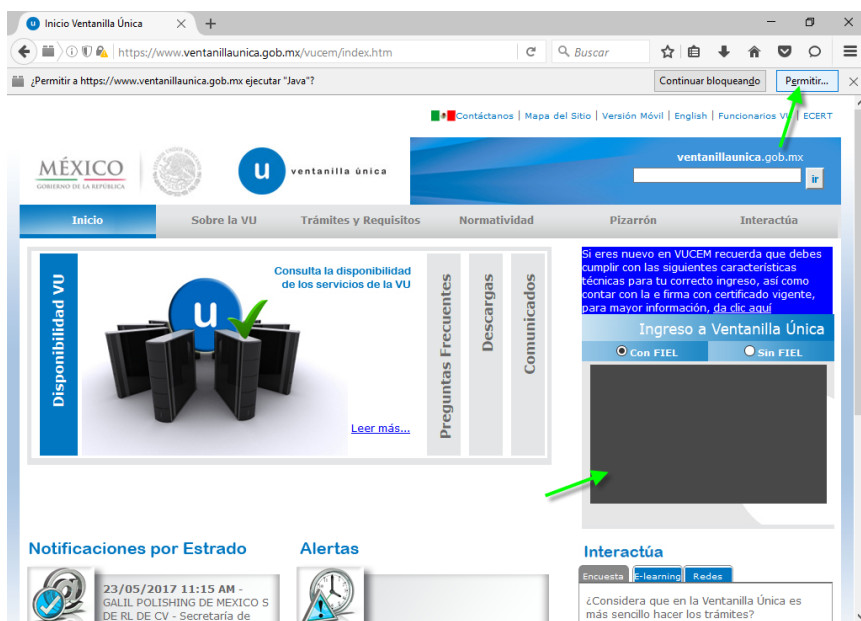 Inicio Ventanilla Única
https://www.ventanillaunica.gob.mx/vucem/index.htm
Buscar
¿Permitir a https://www.ventanillaunica.gob.mx ejecutar "Java"?
Continuar bloqueando
Permitir...
Contáctanos | Mapa del Sitio | Versión Móvil | English | Funcionarios VU | ECERT
MÉXICO
GOBIERNO DE LA REPÚBLICA
u
ventanilla única
ventanillaunica.gob.mx
ir
Inicio
Sobre la VU
Trámites y Requisitos
Normatividad
Pizarrón
Interactúa
Disponibilidad VU
Consulta la disponibilidad
de los servicios de la VU
u
Leer más...
Preguntas Frecuentes
Descargas
Comunicados
Si eres nuevo en VUCEM recuerda que debes
cumplir con las siguientes características
técnicas para tu correcto ingreso, así como
contar con la e firma con certificado vigente,
para mayor información, da clic aquí
Ingreso a Ventanilla Única
Con FIEL
Sin FIEL
Notificaciones por Estrado
23/05/2017 11:15 AM -
GALIL POLISHING DE MEXICO S
DE RL DE CV - Secretaría de
Alertas
Interactúa
Encuesta
E-learning
Redes
¿Considera que en la Ventanilla Única es
más sencillo hacer los trámites?